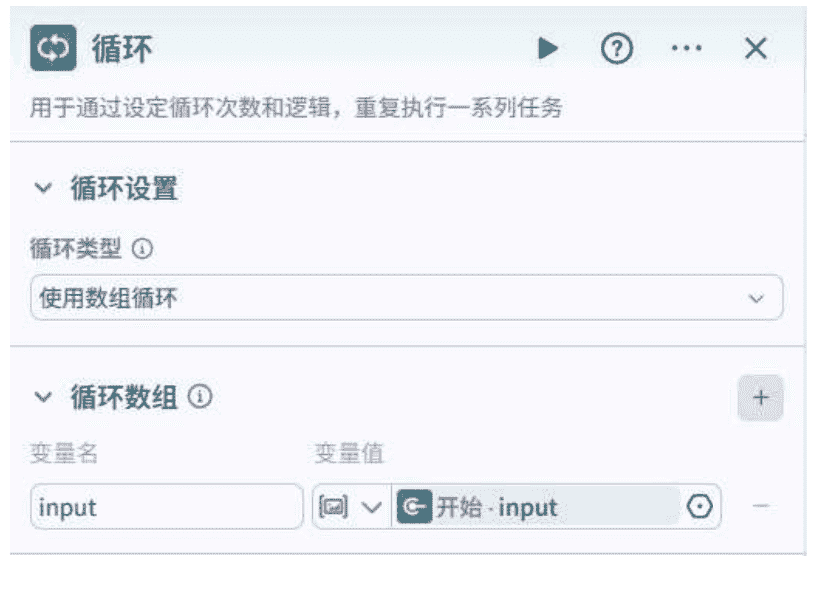 循环
用于通过设定循环次数和逻辑，重复执行一系列任务
循环设置
循环类型
使用数组循环
循环数组
变量名 变量值
input 开始 · input